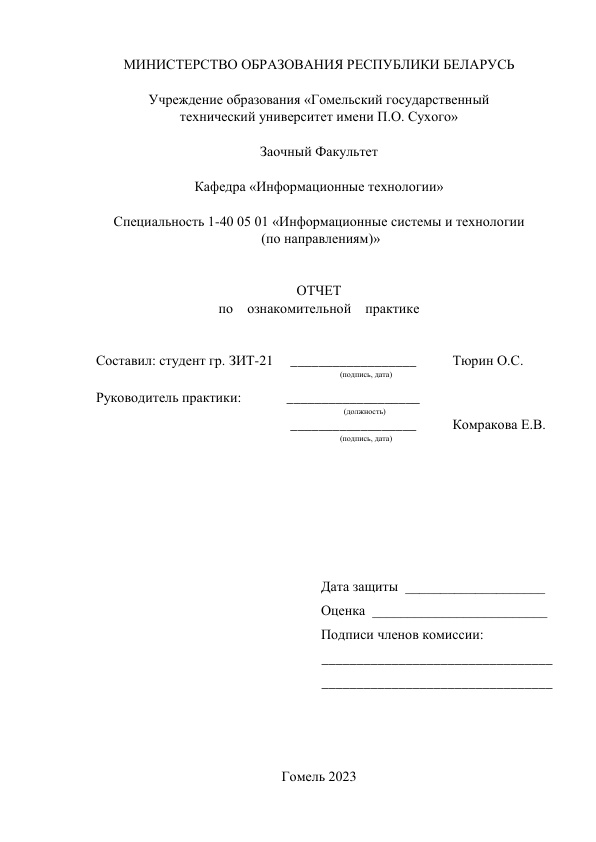 МИНИСТЕРСТВО ОБРАЗОВАНИЯ РЕСПУБЛИКИ БЕЛАРУСЬ
Учреждение образования «Гомельский государственный
технический университет имени П.О. Сухого»
Заочный Факультет
Кафедра «Информационные технологии»
Специальность 1-40 05 01 «Информационные системы и технологии
(по направлениям)»
ОТЧЕТ
по ознакомительной практике
Составил: студент гр. ЗИТ-21 __________________ Тюрин О.С.
(подпись, дата)
Руководитель практики: ___________________
(должность)
__________________ Комракова Е.В.
(подпись, дата)
Дата защиты ____________________
Оценка _________________________
Подписи членов комиссии:
_________________________________
_________________________________
Гомель 2023